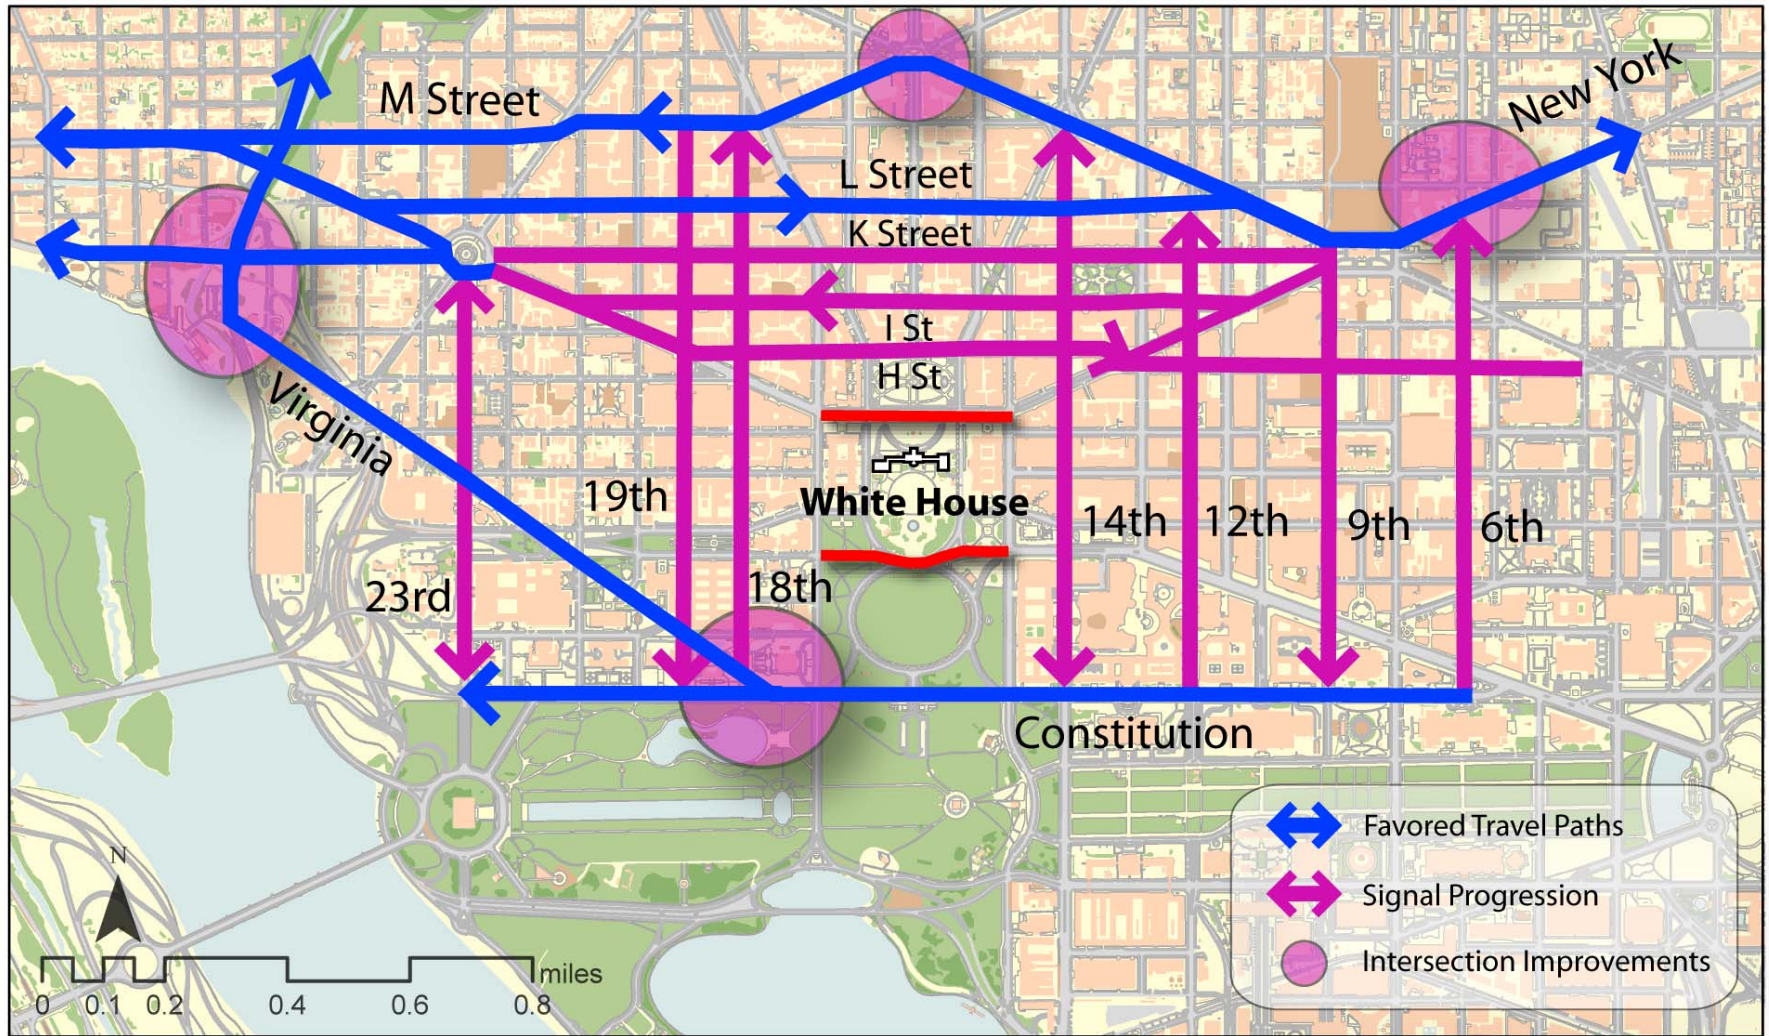 New York
M Street
L Street
K Street
I St
H St
Virginia
White House
19th
14th
12th
9th
6th
23rd
18th
Constitution
Favored Travel Paths
Signal Progression
Intersection Improvements
N
miles
0 0.1 0.2 0.4 0.6 0.8